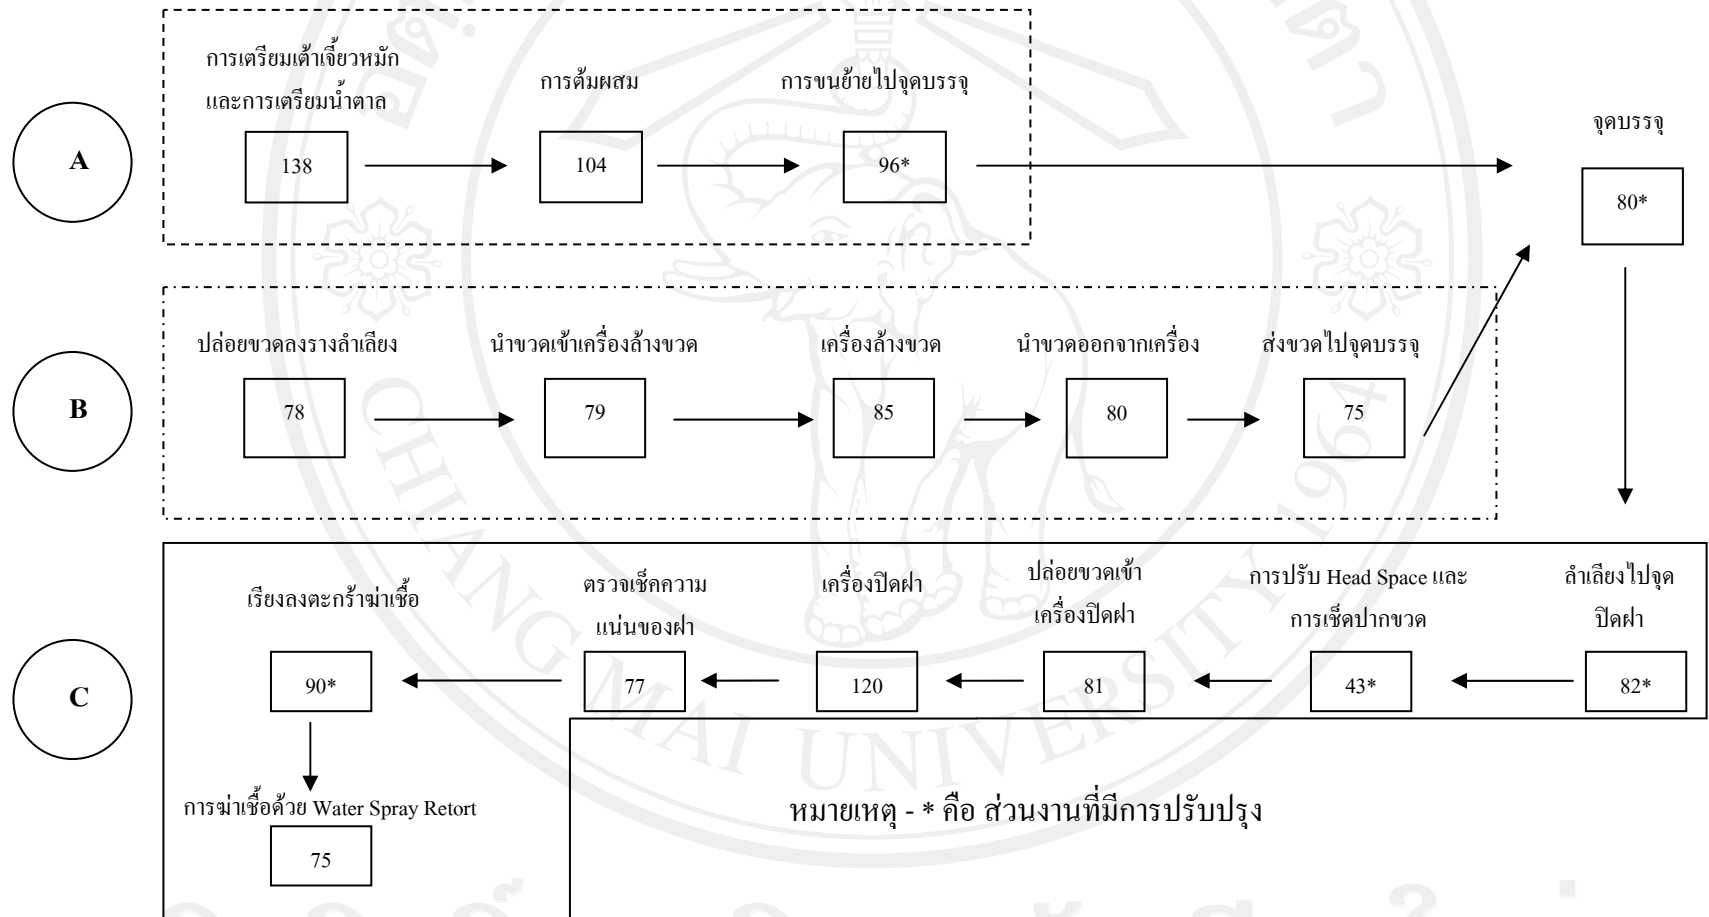 การเตรียมเต้าเจี้ยวหมัก
และการเตรียมน้ำตาล
การต้มผสม
การขนย้ายไปจุดบรรจุ
จุดบรรจุ
A
138
104
96*
80*
ปล่อยขวดลงรางลำเลียง
นำขวดเข้าเครื่องล้างขวด
เครื่องล้างขวด
นำขวดออกจากเครื่อง
ส่งขวดไปจุดบรรจุ
B
78
79
85
80
75
เรียงลงตะกร้าฆ่าเชื้อ
ตรวจเช็คความ
แน่นของฝา
เครื่องปิดฝา
ปล่อยขวดเข้า
เครื่องปิดฝา
การปรับ Head Space และ
การเช็ดปากขวด
ลำเลียงไปจุด
ปิดฝา
C
90*
77
120
81
43*
82*
การฆ่าเชื้อด้วย Water Spray Retort
75
หมายเหตุ - * คือ ส่วนงานที่มีการปรับปรุง
CHIANG MAI UNIVERSITY 1964